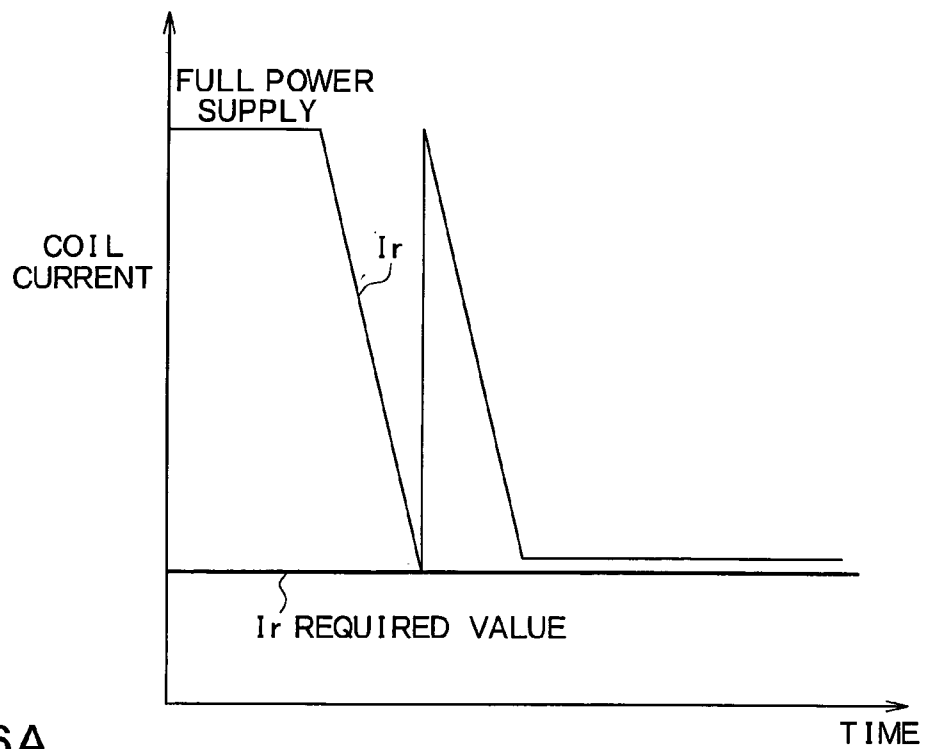 FULL POWER
SUPPLY
COIL
CURRENT
Ir
Ir REQUIRED VALUE
TIME